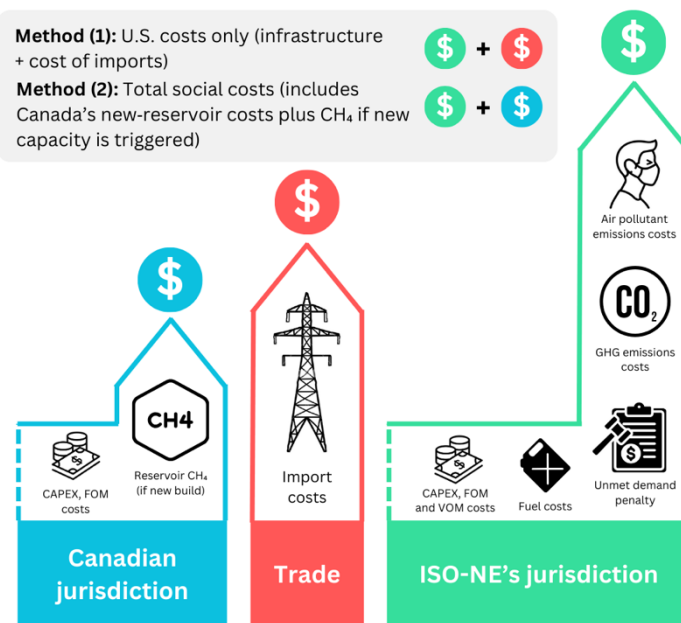 Method (1): U.S. costs only (infrastructure
+ cost of imports)
$ + $
Method (2): Total social costs (includes
Canada's new-reservoir costs plus CH₄ if new
capacity is triggered)
$ + $
$
CAPEX, FOM
costs
CH4
Reservoir CH₄
(if new build)
Canadian
jurisdiction
$
Import
costs
Trade
$
Air pollutant
emissions costs
CO₂
GHG emissions
costs
$
Unmet demand
penalty
CAPEX, FOM
and VOM costs
Fuel costs
ISO-NE's jurisdiction